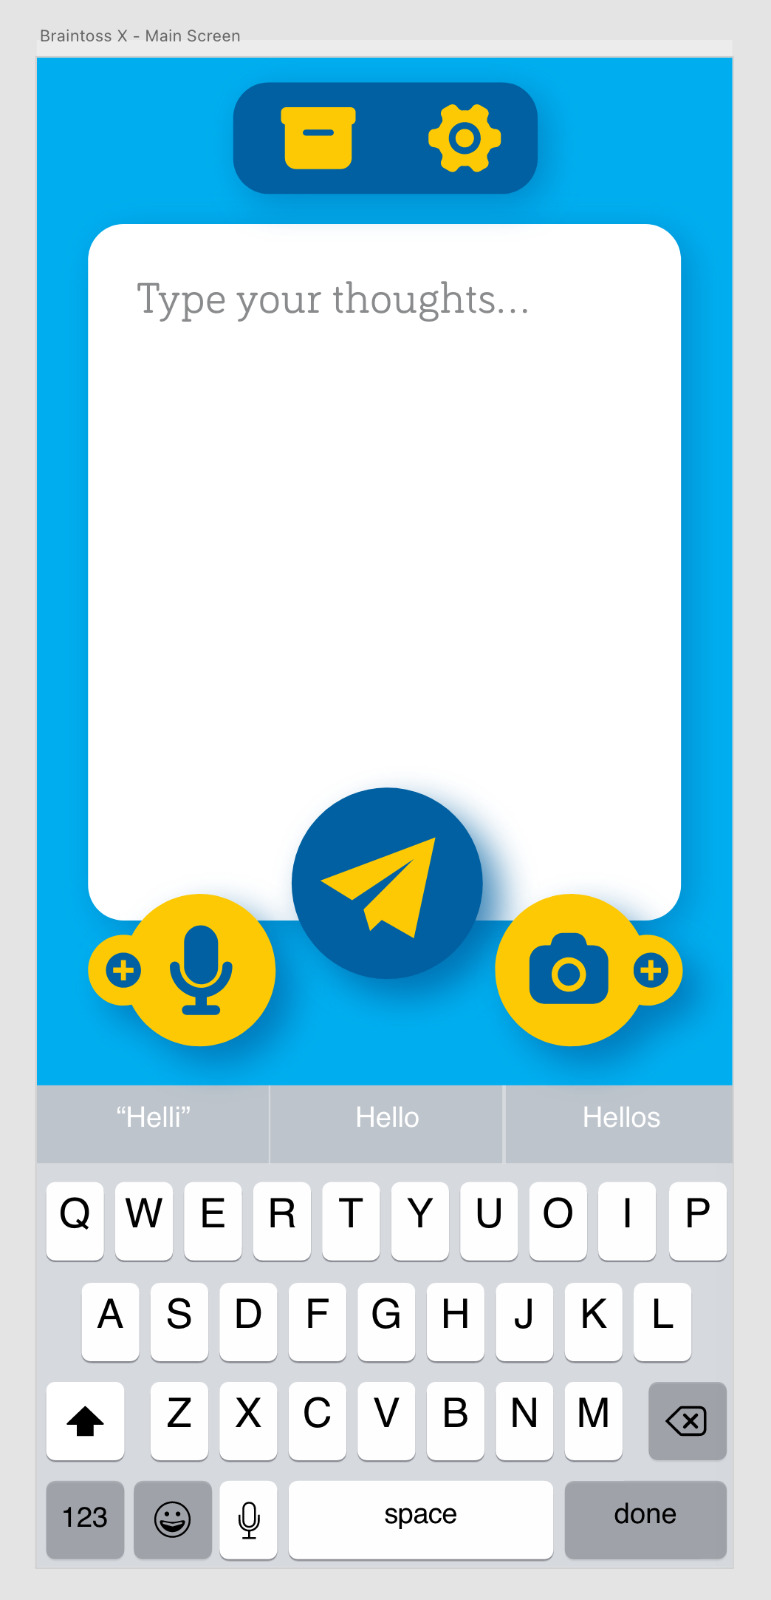 Braintoss X - Main Screen
Type your thoughts...
“Helli” Hello Hellos
Q W E R T Y U O I P
A S D F G H J K L
Z X C V B N M
123 space done